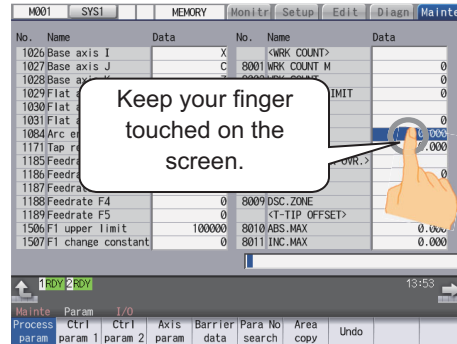 M001 SYS1 MEMORY Monitr Setup Edit Diagn Mainte
No. Name Data No. Name Data
1026 Base axis I X <WRK COUNT>
1027 Base axis J C 8001 WRK COUNT M 0
1028 Base axis
1029 Flat IMIT 0
1030 Flat
1031 Flat 0
1084 Arc
1171 Tap .000
1185 Feedra OVR.>
1186 Feedra 0
1187 Feedrat
1188 Feedrate F4 0 8009 DSC.ZONE
1189 Feedrate F5 0 <T-TIP OFFSET>
1506 F1 upper limit 100000 8010 ABS.MAX 0.000
1507 F1 change constant 0 8011 INC.MAX 0.000
Keep your finger
touched on the
screen.
1RDY 2RDY 13:53
Mainte Param I/O
Process param Ctrl param 1 Ctrl param 2 Axis param Barrier data Para No search Area copy Undo